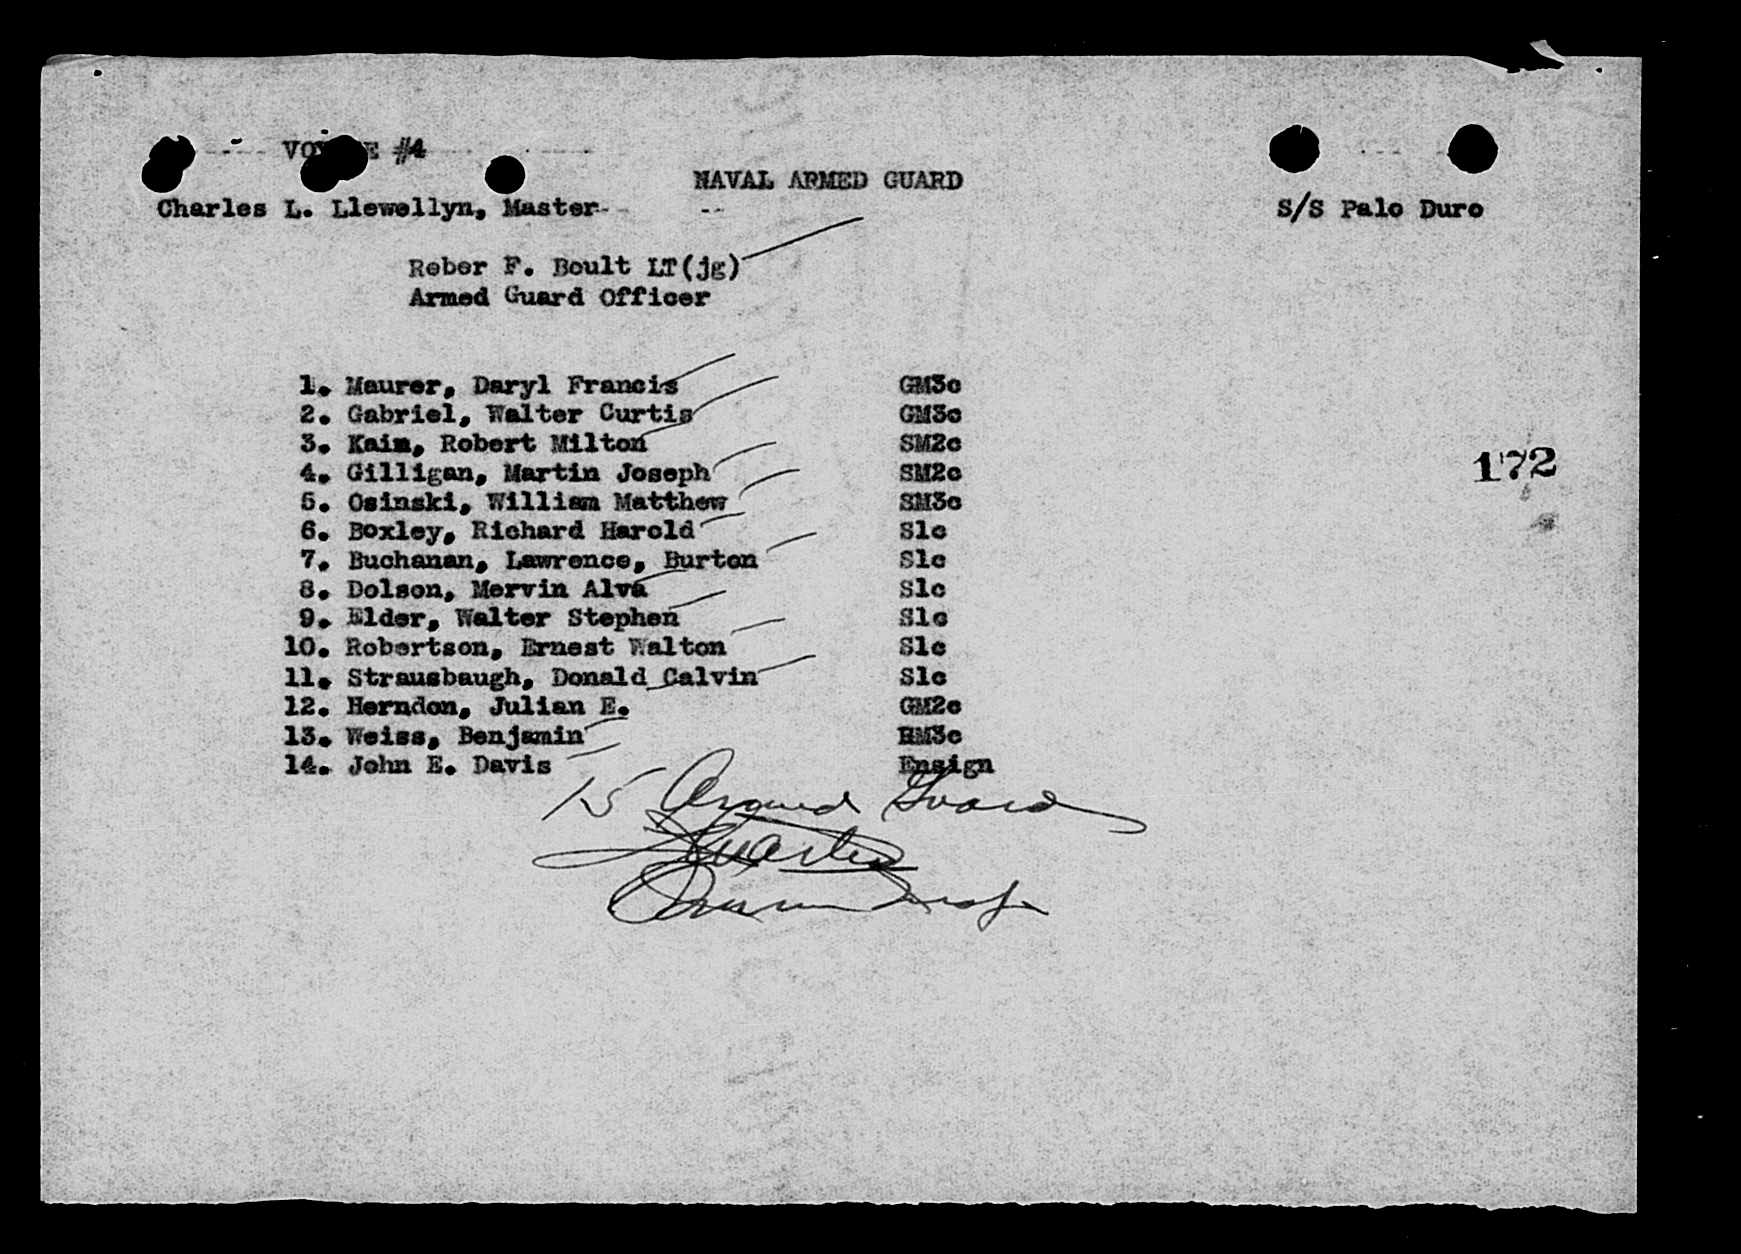 VOYAGE #4
NAVAL ARMED GUARD
Charles L. Llewellyn, Master
S/S Palo Duro
Reber F. Boult LT(jg)
Armed Guard Officer
1. Maurer, Daryl Francis GM3c
2. Gabriel, Walter Curtis GM3c
3. Kaim, Robert Milton SM2c
4. Gilligan, Martin Joseph SM2c
172
5. Osinski, William Matthew SM3c
6. Boxley, Richard Harold S1c
7. Buchanan, Lawrence, Burton S1c
8. Dolson, Mervin Alva S1c
9. Elder, Walter Stephen S1c
10. Robertson, Ernest Walton S1c
11. Strausbaugh, Donald Calvin S1c
12. Herndon, Julian E. GM2c
13. Weiss, Benjamin RM3c
14. John E. Davis Ensign
15 Armed Guard